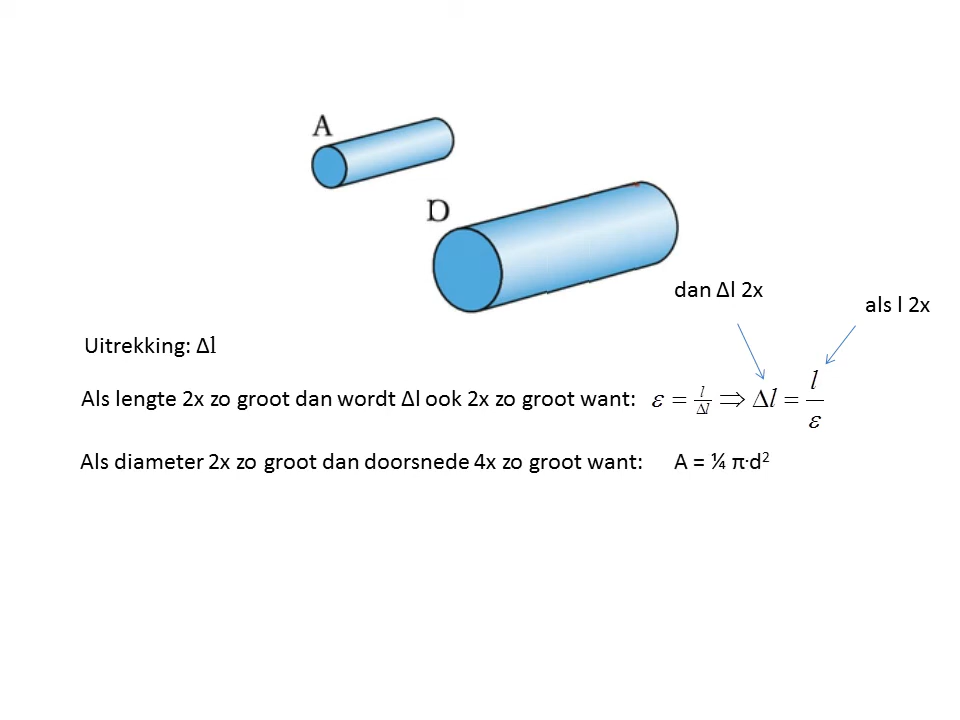 A
D
dan Δl 2x
als l 2x
Uitrekking: Δl
Als lengte 2x zo groot dan wordt Δl ook 2x zo groot want: ε = l/Δl ⇒ Δl = l/ε
Als diameter 2x zo groot dan doorsnede 4x zo groot want: A = ¼ π·d²